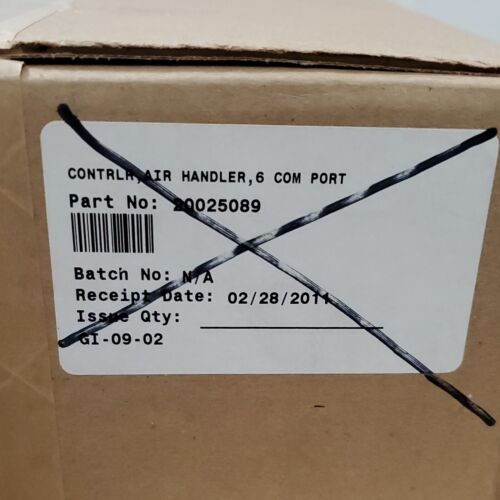 CONTRLR,AIR HANDLER,6 COM PORT
Part No: 20025089
Batch No: N/A
Receipt Date: 02/28/2011
Issue Qty:
GI-09-02